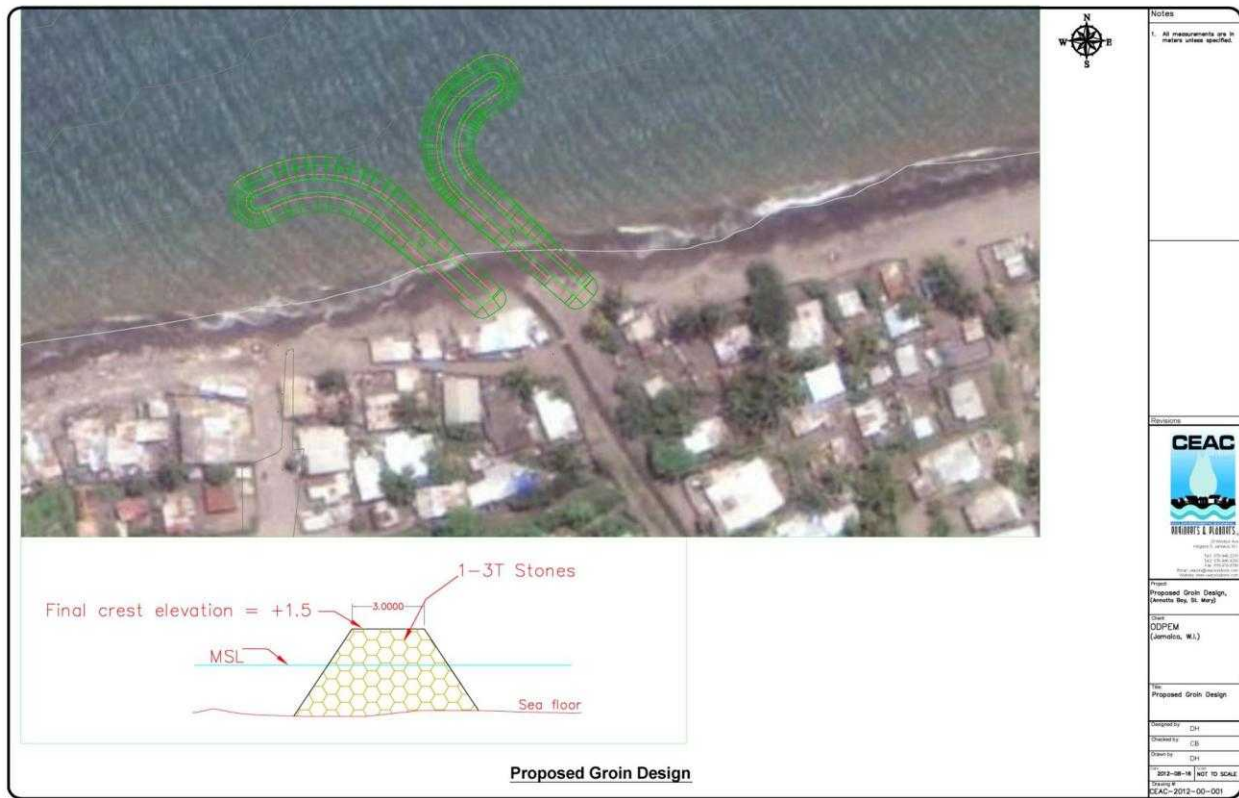 N
W E
S
Notes
1. All measurements are in
meters unless specified.
Revisions
CEAC
ENGINEERS & PLANNERS
Project
Proposed Groin Design,
(Annotto Bay, St. Mary)
Client
ODPEM
(Jamaica, W.I.)
Title
Proposed Groin Design
Designed by
DH
Checked by
CB
Drawn by
DH
NOT TO SCALE
Drawing #
CEAC-2012-00-001
1-3T Stones
Final crest elevation = +1.5
3.0000
MSL
Sea floor
Proposed Groin Design